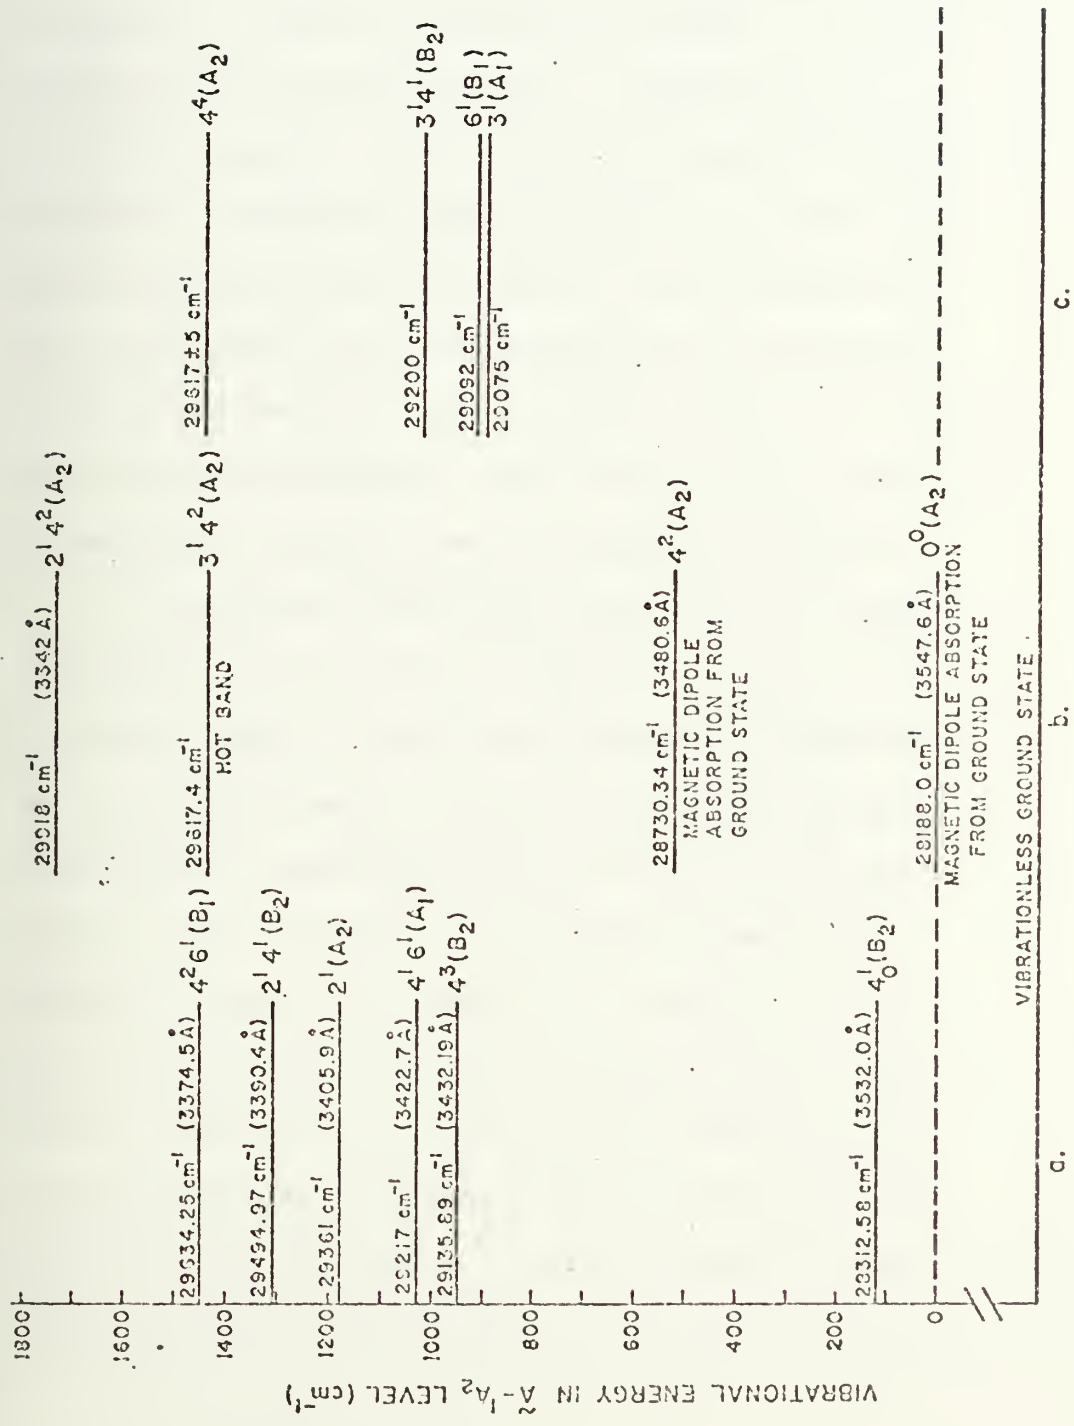 VIBRATIONAL ENERGY IN Ã-¹A₂ LEVEL (cm⁻¹)
1800
1600
1400
1200
1000
800
600
400
200
0
29634.25 cm⁻¹ (3374.5Å) 4²6¹(B₁)
29494.97 cm⁻¹ (3390.4Å) 2¹4¹(B₂)
29361 cm⁻¹ (3405.9Å) 2¹(A₂)
29217 cm⁻¹ (3422.7Å) 4¹6¹(A₁)
29135.89 cm⁻¹ (3432.19Å) 4³(B₂)
28312.58 cm⁻¹ (3532.0Å) 4¹₀(B₂)
a.
29918 cm⁻¹ (3342Å) 2¹4²(A₂)
29617.4 cm⁻¹ 3¹4²(A₂)
HOT BAND
28730.34 cm⁻¹ (3480.6Å) 4²(A₂)
MAGNETIC DIPOLE
ABSORPTION FROM
GROUND STATE
28188.0 cm⁻¹ (3547.6Å) 0⁰(A₂)
MAGNETIC DIPOLE ABSORPTION
FROM GROUND STATE
VIBRATIONLESS GROUND STATE
b.
29617±5 cm⁻¹ 4⁴(A₂)
29200 cm⁻¹ 3¹4¹(B₂)
29092 cm⁻¹ 6¹(B₁)
29075 cm⁻¹ 3¹(A₁)
c.